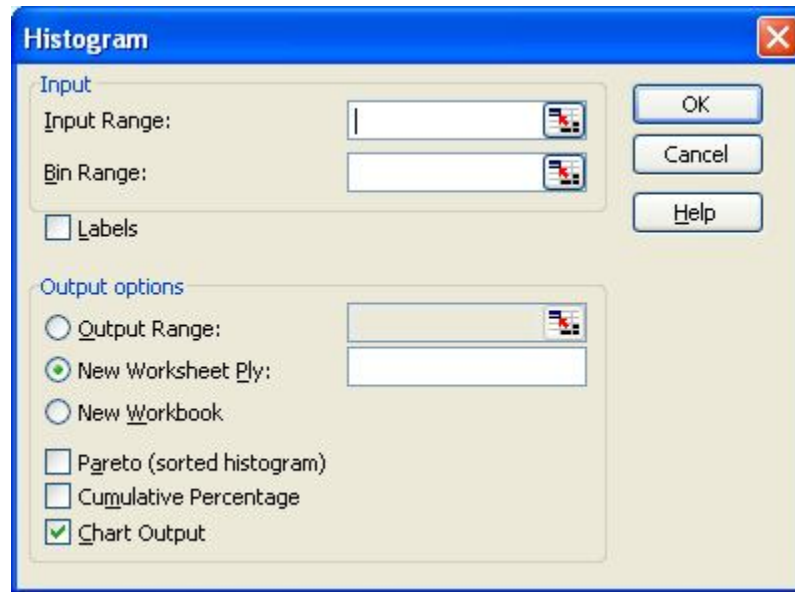 Histogram
Input
Input Range:
Bin Range:
Labels
OK
Cancel
Help
Output options
Output Range:
New Worksheet Ply:
New Workbook
Pareto (sorted histogram)
Cumulative Percentage
Chart Output